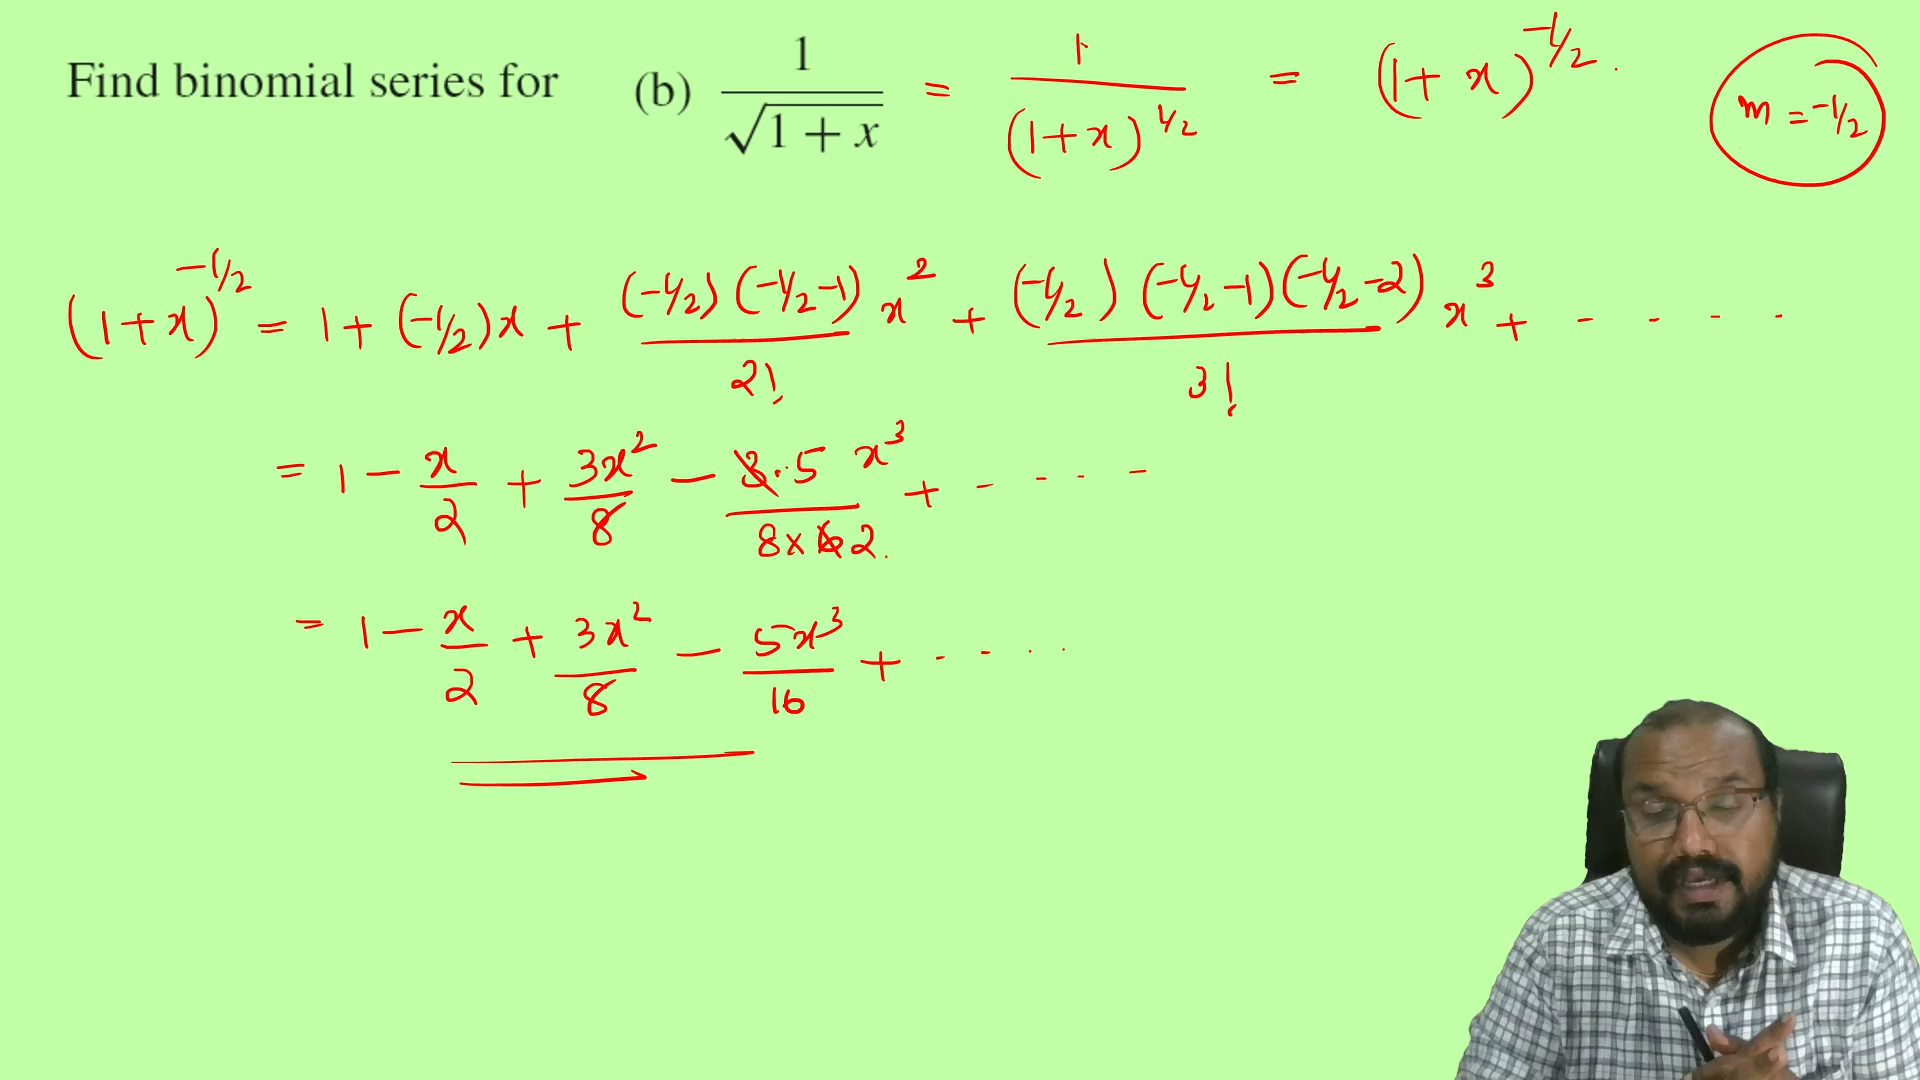 Find binomial series for (b) 1/√(1 + x) = 1/(1+x)^1/2 = (1+x)^-1/2 . m = -1/2
(1+x)^-1/2 = 1 + (-1/2)x + (-1/2)(-1/2-1)/2! x^2 + (-1/2)(-1/2-1)(-1/2-2)/3! x^3 + - - - -
= 1 - x/2 + 3x^2/8 - 3·5 x^3/8×6 2 + - - - -
= 1 - x/2 + 3x^2/8 - 5x^3/16 + - - - -